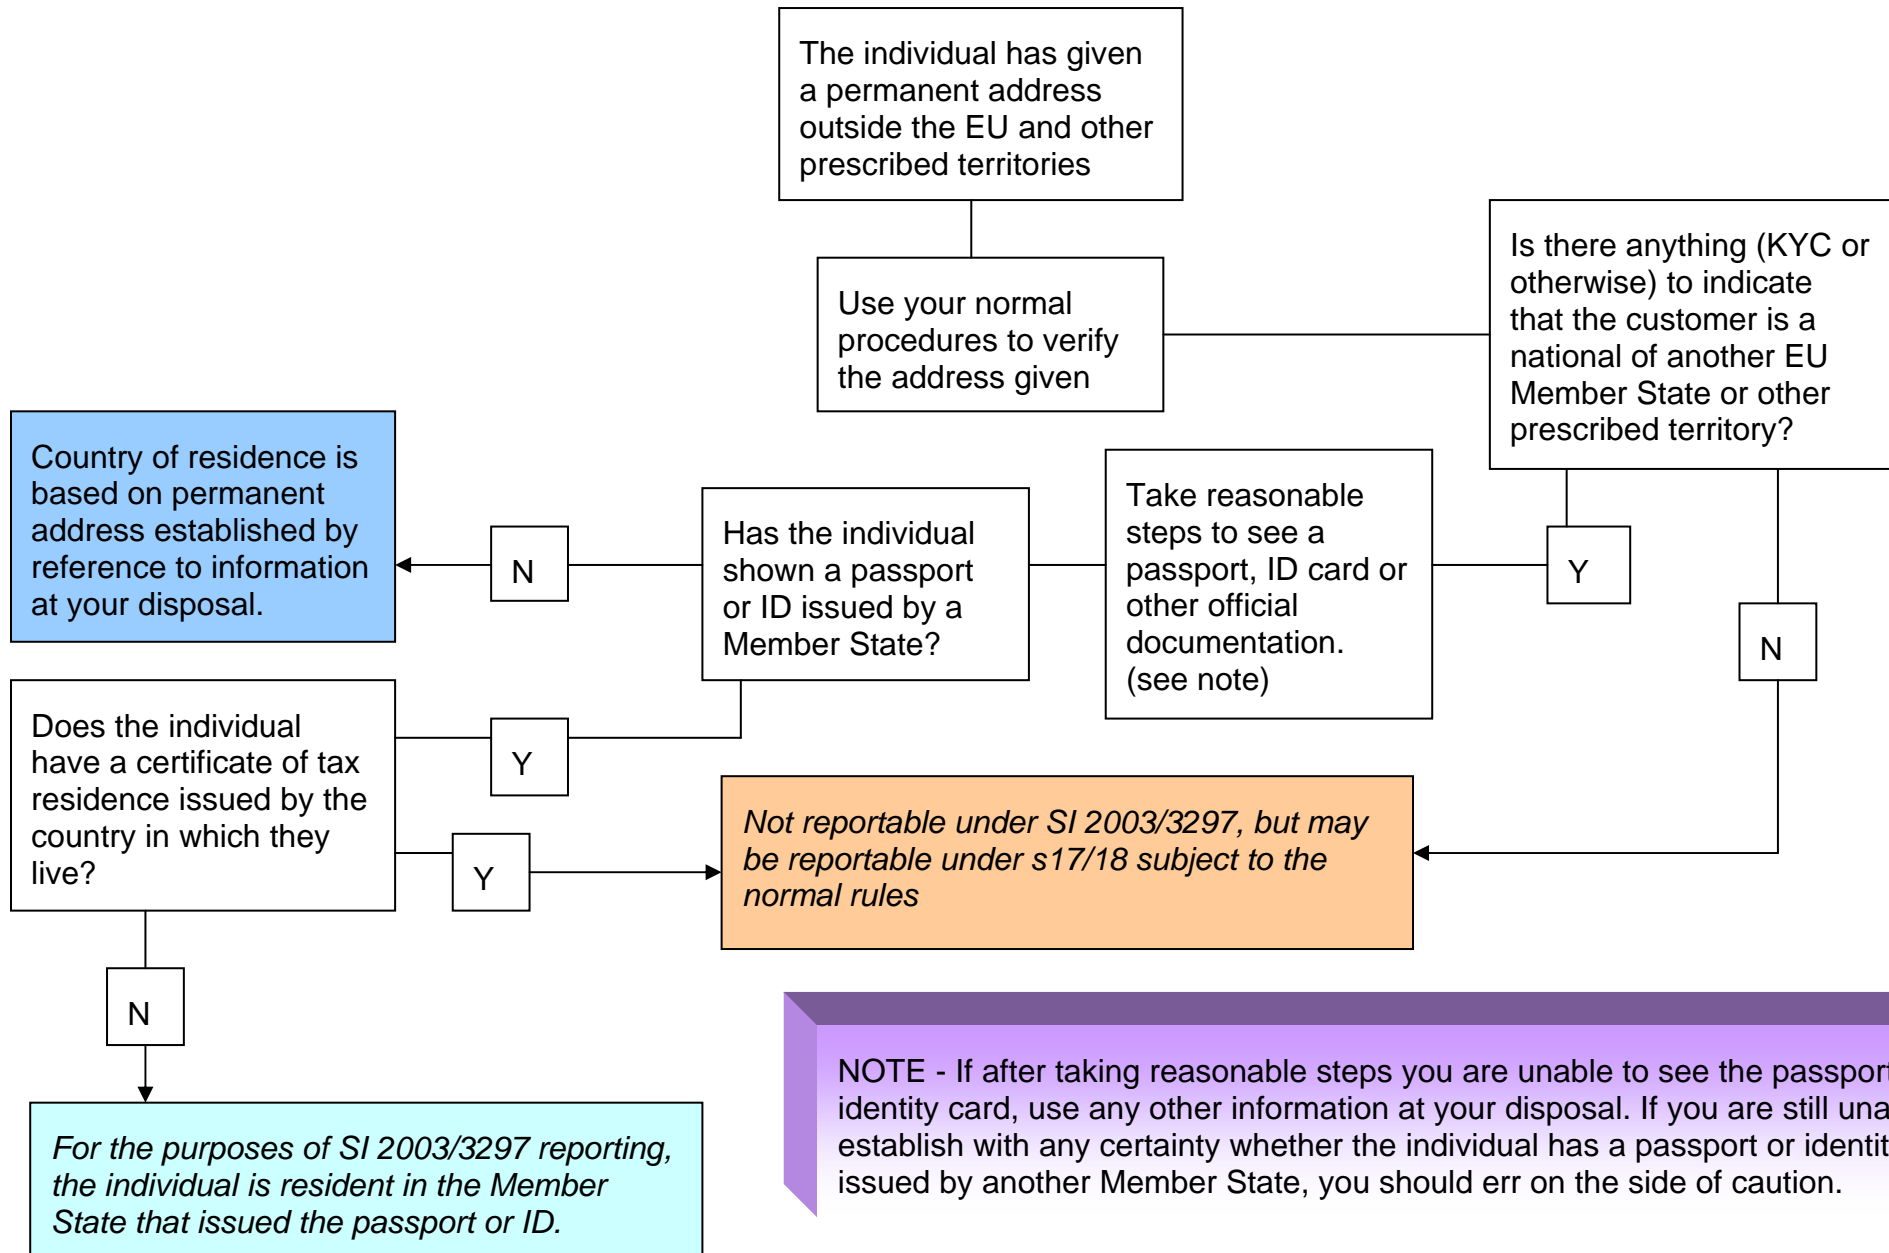 The individual has given
a permanent address
outside the EU and other
prescribed territories
Use your normal
procedures to verify
the address given
Is there anything (KYC or
otherwise) to indicate
that the customer is a
national of another EU
Member State or other
prescribed territory?
Country of residence is
based on permanent
address established by
reference to information
at your disposal.
N
Has the individual
shown a passport
or ID issued by a
Member State?
Take reasonable
steps to see a
passport, ID card or
other official
documentation.
(see note)
Y
N
Does the individual
have a certificate of tax
residence issued by the
country in which they
live?
Y
Y
Not reportable under SI 2003/3297, but may
be reportable under s17/18 subject to the
normal rules
N
For the purposes of SI 2003/3297 reporting,
the individual is resident in the Member
State that issued the passport or ID.
NOTE - If after taking reasonable steps you are unable to see the passport
identity card, use any other information at your disposal. If you are still
establish with any certainty whether the individual has a passport or
issued by another Member State, you should err on the side of caution.